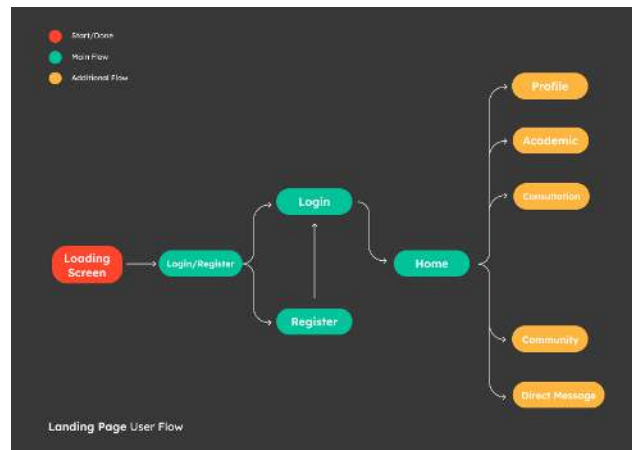 Start/Done
Main Flow
Additional Flow
Profile
Academic
Consultation
Login
Loading
Screen
Login/Register
Home
Register
Community
Direct Message
Landing Page User Flow